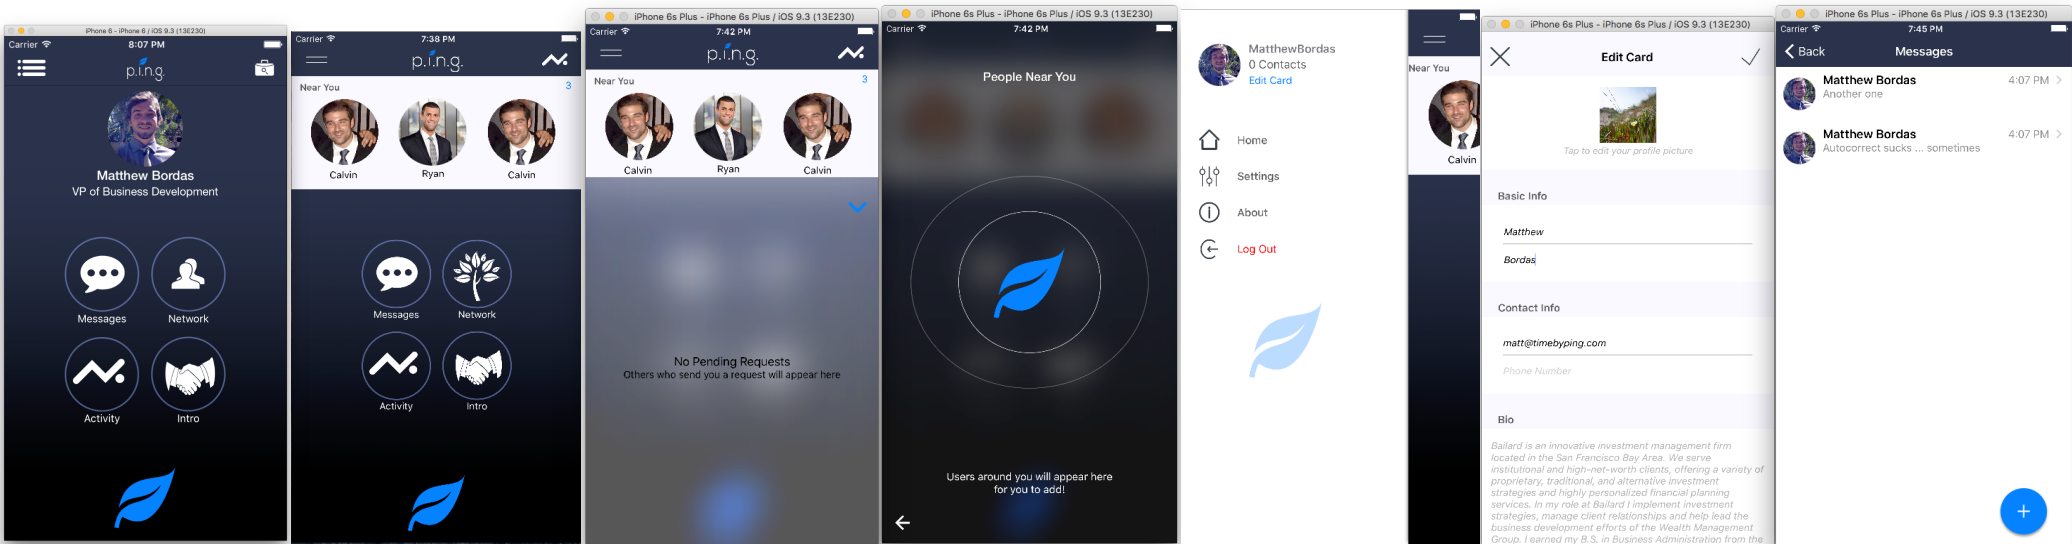 iPhone 6 - iPhone 6 / iOS 9.3 (13E230)
Carrier
8:07 PM
p.i.n.g.
Matthew Bordas
VP of Business Development
Messages
Network
Activity
Intro
Carrier
7:38 PM
p.i.n.g.
Near You
3
Calvin
Ryan
Calvin
Messages
Network
Activity
Intro
iPhone 6s Plus - iPhone 6s Plus / iOS 9.3 (13E230)
Carrier
7:42 PM
p.i.n.g.
Near You
3
Calvin
Ryan
Calvin
No Pending Requests
Others who send you a request will appear here
iPhone 6s Plus - iPhone 6s Plus / iOS 9.3 (13E230)
Carrier
7:42 PM
People Near You
Users around you will appear here
for you to add!
MatthewBordas
0 Contacts
Edit Card
Home
Settings
About
Log Out
Near You
Calvin
iPhone 6s Plus - iPhone 6s Plus / iOS 9.3 (13E230)
Edit Card
Tap to edit your profile picture
Basic Info
Matthew
Bordas
Contact Info
matt@timebyping.com
Phone Number
Bio
Bailard is an innovative investment management firm
located in the San Francisco Bay Area. We serve
institutional and high-net-worth clients, offering a variety of
proprietary, traditional, and alternative investment
strategies and highly personalized financial planning
services. In my role at Bailard I implement investment
strategies, manage client relationships and help lead the
business development efforts of the Wealth Management
Group. I earned my B.S. in Business Administration from the
iPhone 6s Plus - iPhone 6s Plus / iOS 9.3 (13E230)
Carrier
7:45 PM
Back
Messages
Matthew Bordas
4:07 PM
Another one
Matthew Bordas
4:07 PM
Autocorrect sucks ... sometimes